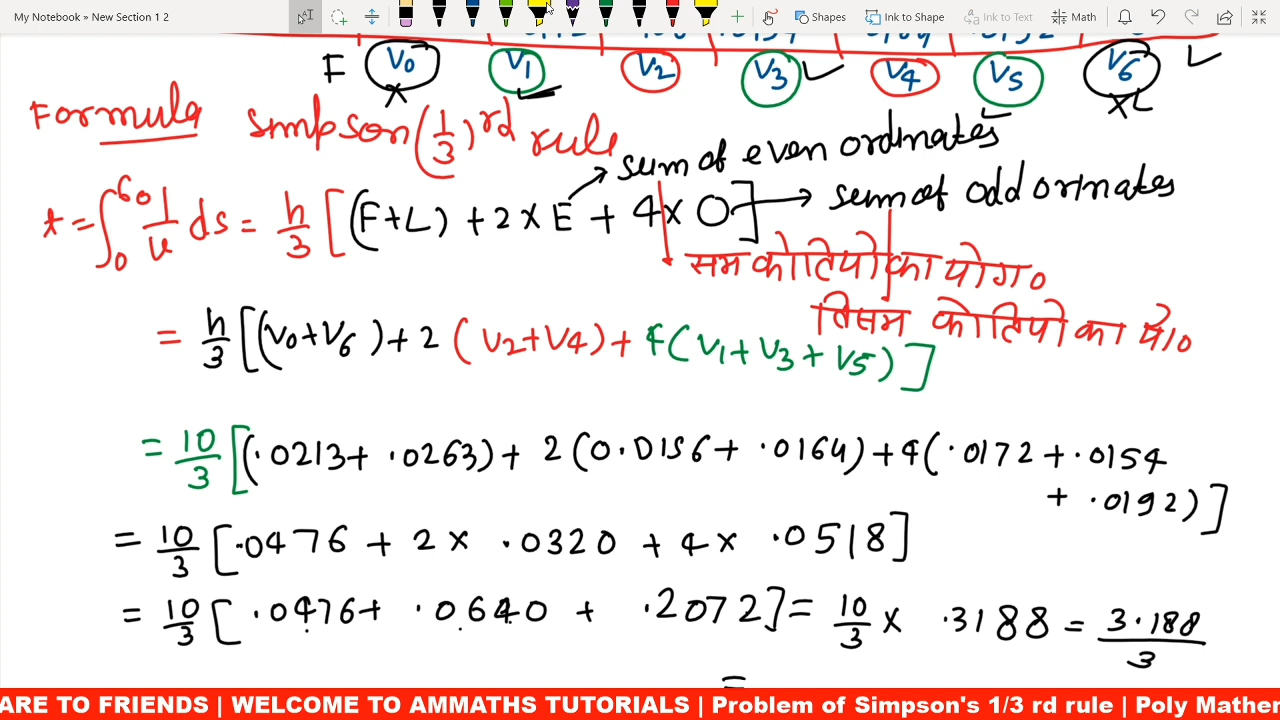 My Notebook » New Section 1 2
Shapes Ink to Shape Ink to Text Math
F V₀ V₁ V₂ V₃ V₄ V₅ V₆ L
Formula Simpson (1/3)rd rule
sum of even ordinates
t = ∫₀⁶⁰ 1/v ds = h/3 [(F+L) + 2×E + 4×O] → sum of odd orinates
सम कोटियों का योग०
विसम कोटियो का यो०
= h/3 [(V₀+V₆) + 2 (V₂+V₄) + 4(V₁+V₃+V₅)]
= 10/3 [(.0213+.0263) + 2(0.0156+.0164) + 4(.0172+.0154
+ .0192)]
= 10/3 [.0476 + 2× .0320 + 4× .0518]
= 10/3 [.0476+ .0640 + .2072] = 10/3 × .3188 = 3.188/3
=
ARE TO FRIENDS | WELCOME TO AMMATHS TUTORIALS | Problem of Simpson's 1/3 rd rule | Poly Mather